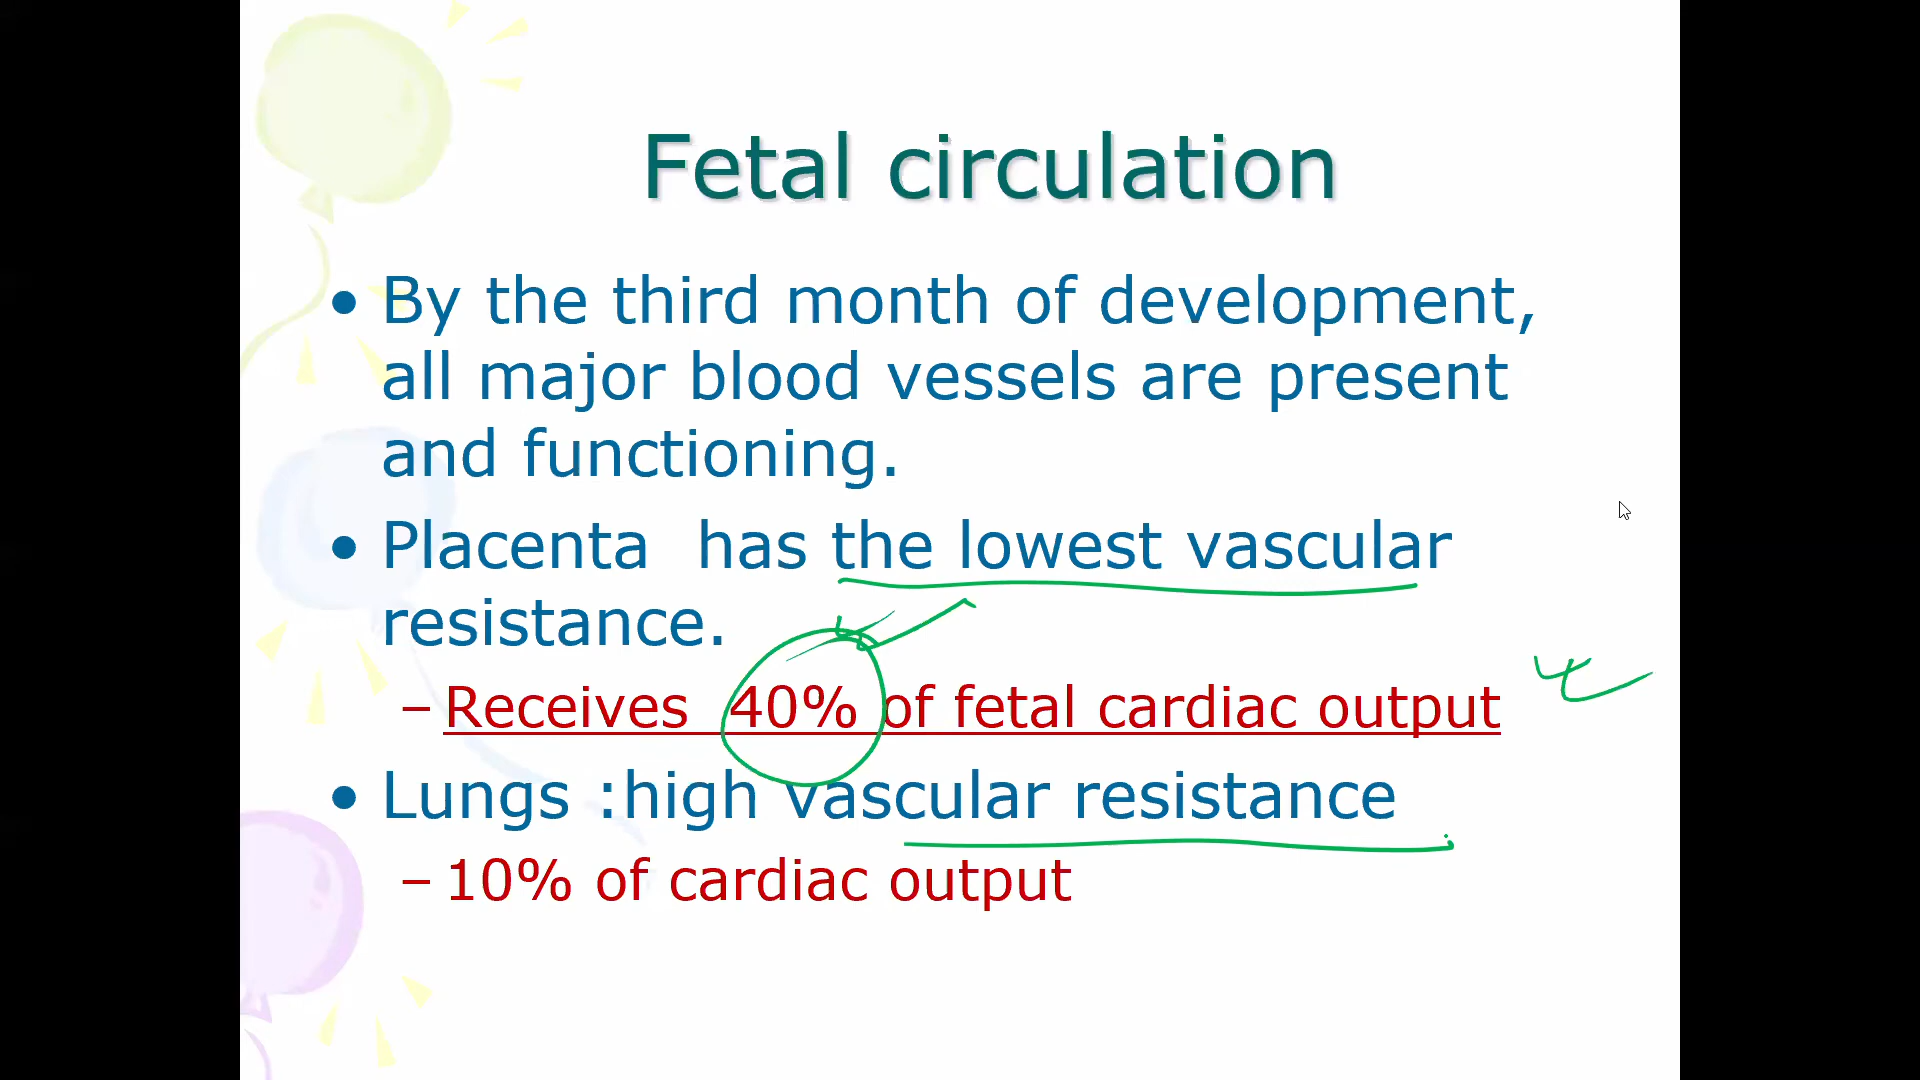 Fetal circulation
• By the third month of development,
all major blood vessels are present
and functioning.
• Placenta has the lowest vascular
resistance.
– Receives 40% of fetal cardiac output
• Lungs :high vascular resistance
– 10% of cardiac output